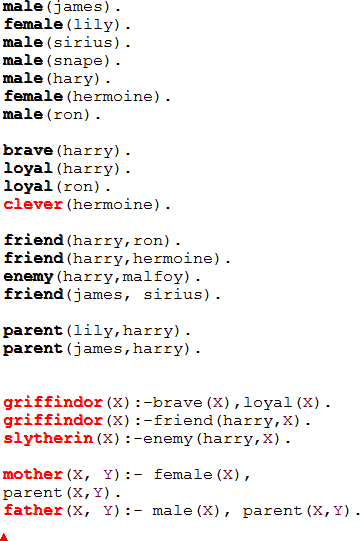 male(james).
female(lily).
male(sirius).
male(snape).
male(hary).
female(hermoine).
male(ron).
brave(harry).
loyal(harry).
loyal(ron).
clever(hermoine).
friend(harry,ron).
friend(harry,hermoine).
enemy(harry,malfoy).
friend(james, sirius).
parent(lily,harry).
parent(james,harry).
griffindor(X):-brave(X),loyal(X).
griffindor(X):-friend(harry,X).
slytherin(X):-enemy(harry,X).
mother(X, Y):- female(X),
parent(X,Y).
father(X, Y):- male(X), parent(X,Y).